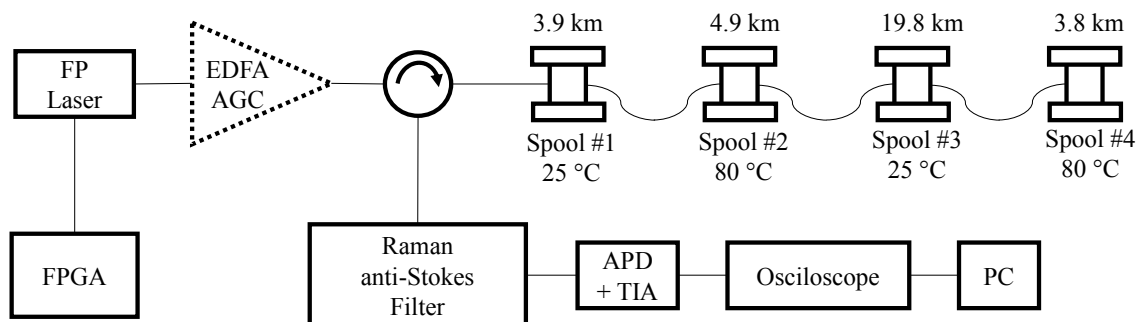 3.9 km
4.9 km
19.8 km
3.8 km
FP
Laser
EDFA
AGC
Spool #1
25 °C
Spool #2
80 °C
Spool #3
25 °C
Spool #4
80 °C
FPGA
Raman
anti-Stokes
Filter
APD
+ TIA
Osciloscope
PC